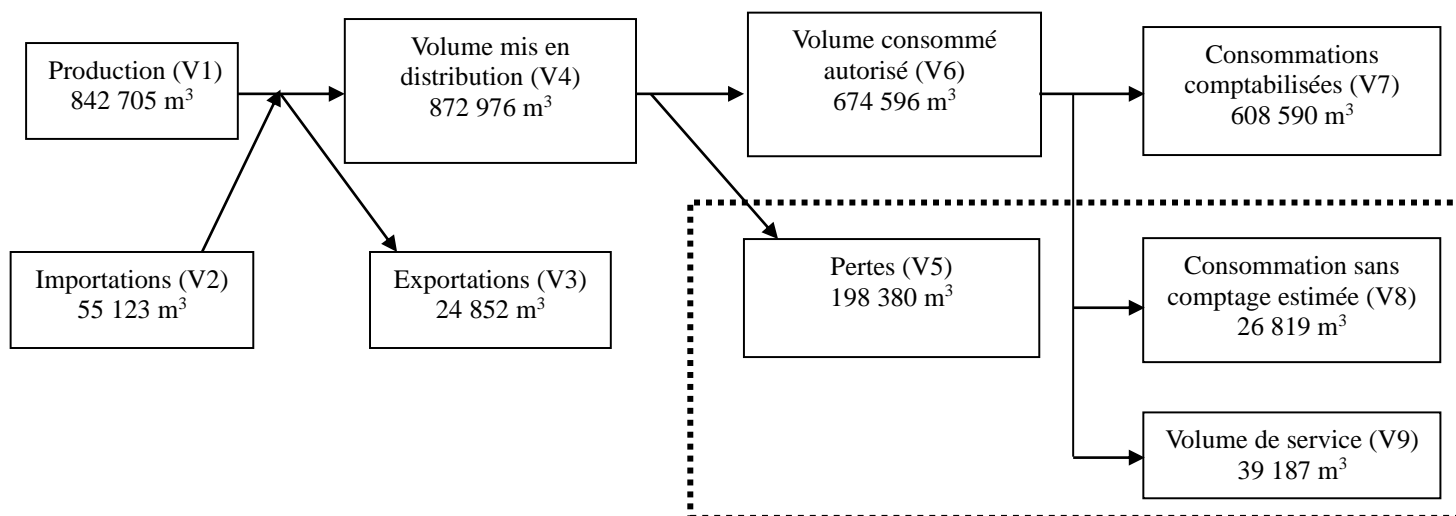 Production (V1)
842 705 m³
Volume mis en
distribution (V4)
872 976 m³
Volume consommé
autorisé (V6)
674 596 m³
Consommations
comptabilisées (V7)
608 590 m³
Importations (V2)
55 123 m³
Exportations (V3)
24 852 m³
Pertes (V5)
198 380 m³
Consommation sans
comptage estimée (V8)
26 819 m³
Volume de service (V9)
39 187 m³